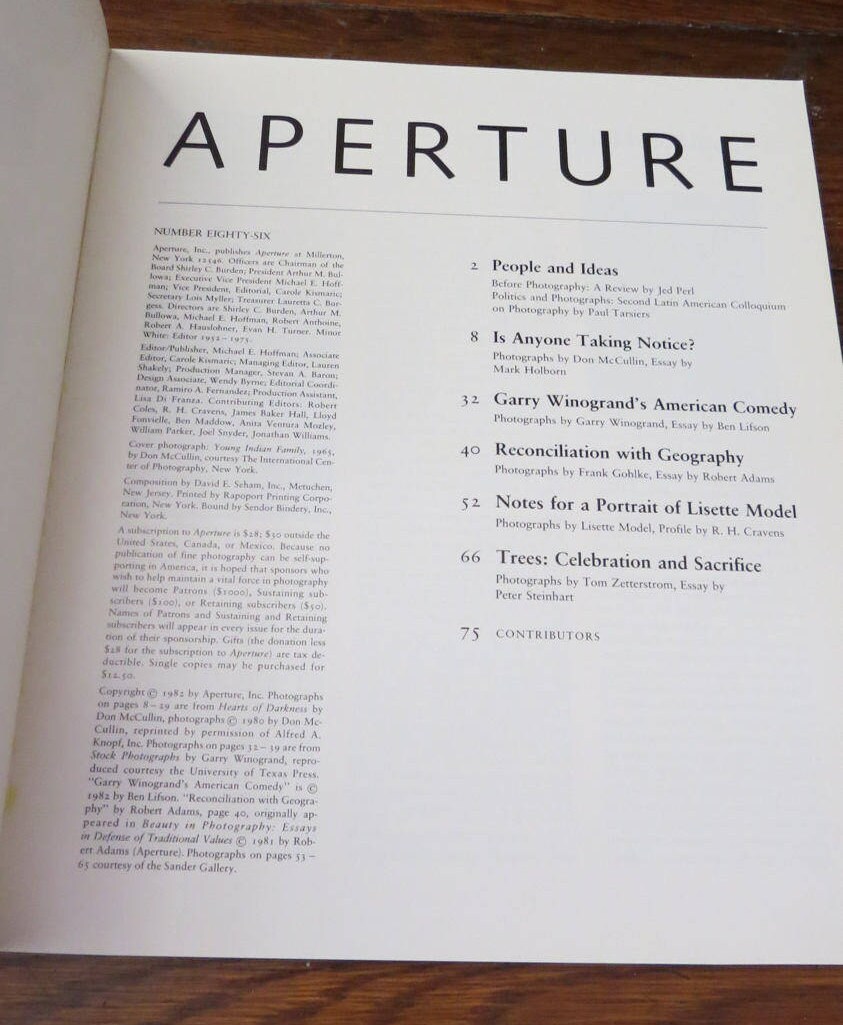 APERTURE
NUMBER EIGHTY-SIX
Aperture, Inc., publishes Aperture at Millerton,
New York 12546. Officers are Chairman of the
Board Shirley C. Burden; President Arthur M. Bul-
lowa; Executive Vice President Michael E. Hoff-
man; Vice President, Editorial, Carole Kismaric;
Secretary Lois Myller; Treasurer Lauretta C. Bur-
gess. Directors are Shirley C. Burden, Arthur M.
Bullowa, Michael E. Hoffman, Robert Anthoine,
Robert A. Hauslohner, Evan H. Turner. Minor
White: Editor 1952–1975.
Editor/Publisher, Michael E. Hoffman; Associate
Editor, Carole Kismaric; Managing Editor, Lauren
Shakely; Production Manager, Stevan A. Baron;
Design Associate, Wendy Byrne; Editorial Coordi-
nator, Ramiro A. Fernandez; Production Assistant,
Lisa Di Franza. Contributing Editors: Robert
Coles, R. H. Cravens, James Baker Hall, Lloyd
Fonvielle, Ben Maddow, Anita Ventura Mozley,
William Parker, Joel Snyder, Jonathan Williams.
Cover photograph: Young Indian Family, 1965,
by Don McCullin, courtesy The International Cen-
ter of Photography, New York.
Composition by David E. Seham, Inc., Metuchen,
New Jersey. Printed by Rapoport Printing Corpo-
ration, New York. Bound by Sendor Bindery, Inc.,
New York.
A subscription to Aperture is $28; $30 outside the
United States, Canada, or Mexico. Because no
publication of fine photography can be self-sup-
porting in America, it is hoped that sponsors who
wish to help maintain a vital force in photography
will become Patrons ($1000), Sustaining sub-
scribers ($100), or Retaining subscribers ($50).
Names of Patrons and Sustaining and Retaining
subscribers will appear in every issue for the dura-
tion of their sponsorship. Gifts (the donation less
$28 for the subscription to Aperture) are tax de-
ductible. Single copies may be purchased for
$12.50.
Copyright © 1982 by Aperture, Inc. Photographs
on pages 8–29 are from Hearts of Darkness by
Don McCullin, photographs © 1980 by Don Mc-
Cullin, reprinted by permission of Alfred A.
Knopf, Inc. Photographs on pages 32–39 are from
Stock Photographs by Garry Winogrand, repro-
duced courtesy the University of Texas Press.
"Garry Winogrand's American Comedy" is ©
1982 by Ben Lifson. "Reconciliation with Geogra-
phy" by Robert Adams, page 40, originally ap-
peared in Beauty in Photography: Essays
in Defense of Traditional Values © 1981 by Rob-
ert Adams (Aperture). Photographs on pages 53–
65 courtesy of the Sander Gallery.
2 People and Ideas
Before Photography: A Review by Jed Perl
Politics and Photographs: Second Latin American Colloquium
on Photography by Paul Tarsiers
8 Is Anyone Taking Notice?
Photographs by Don McCullin, Essay by
Mark Holborn
32 Garry Winogrand's American Comedy
Photographs by Garry Winogrand, Essay by Ben Lifson
40 Reconciliation with Geography
Photographs by Frank Gohlke, Essay by Robert Adams
52 Notes for a Portrait of Lisette Model
Photographs by Lisette Model, Profile by R. H. Cravens
66 Trees: Celebration and Sacrifice
Photographs by Tom Zetterstrom, Essay by
Peter Steinhart
75 CONTRIBUTORS